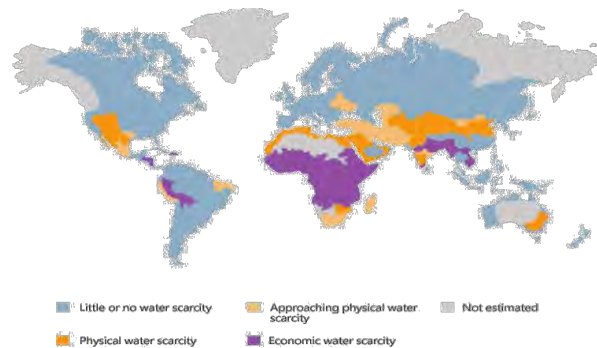 Little or no water scarcity
Approaching physical water
scarcity
Not estimated
Physical water scarcity
Economic water scarcity